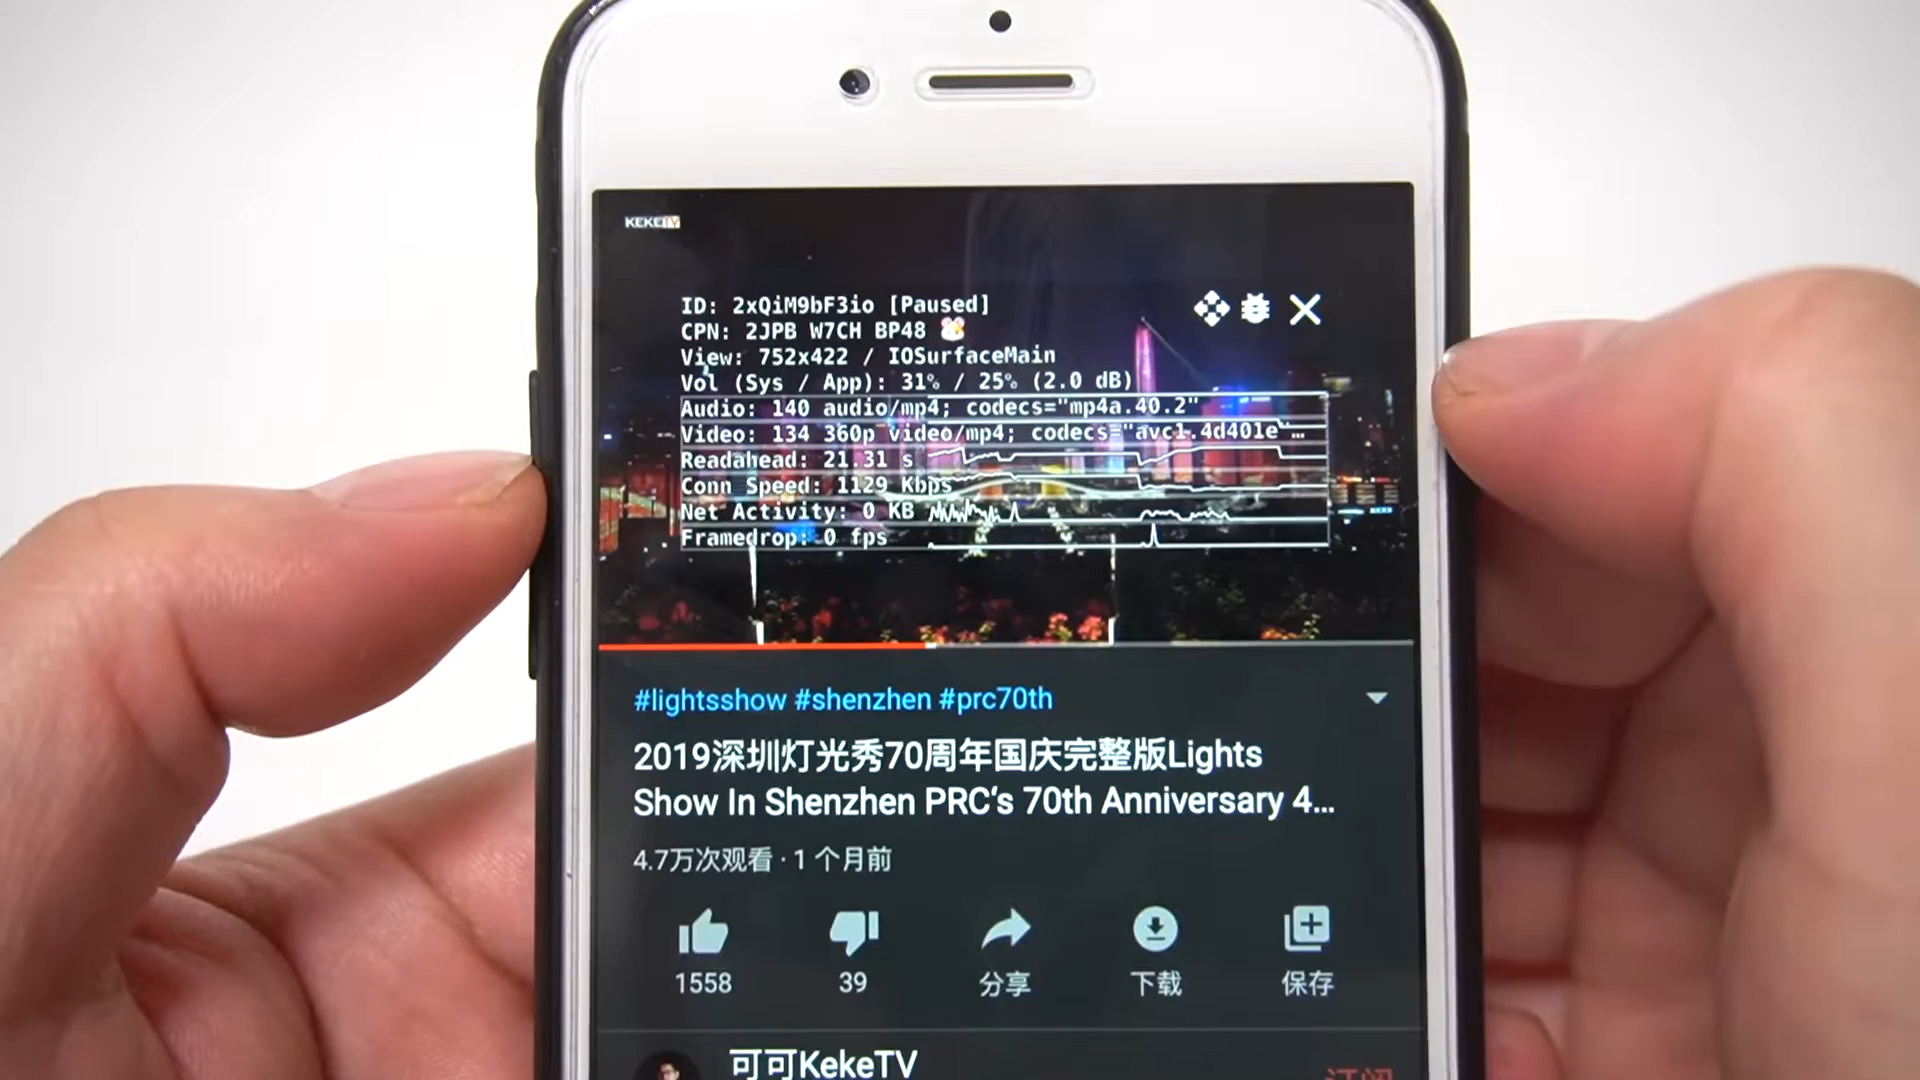 KEKETV
ID: 2xQiM9bF3io [Paused]
CPN: 2JPB W7CH BP48
View: 752x422 / IOSurfaceMain
Vol (Sys / App): 31% / 25% (2.0 dB)
Audio: 140 audio/mp4; codecs="mp4a.40.2"
Video: 134 360p video/mp4; codecs="avc1.4d401e"…
Readahead: 21.31 s
Conn Speed: 1129 Kbps
Net Activity: 0 KB
Framedrop: 0 fps
#lightsshow #shenzhen #prc70th
2019深圳灯光秀70周年国庆完整版Lights
Show In Shenzhen PRC‘s 70th Anniversary 4...
4.7万次观看 · 1 个月前
1558 39 分享 下载 保存
可可KekeTV